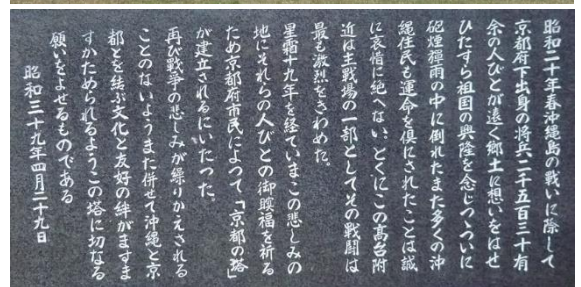 昭和二十年春沖縄島の戦いに際して
京都府下出身の将兵二千五百三十有
余の人びとが遠く郷土に想いをはせ
ひたすら祖国の興隆を念じつゝついに
砲煙弾雨の中に倒れたまた多くの沖
縄住民も運命を倶にされたことは誠
に哀惜に絶へないとくにこの高台附
近は主戦場の一部としてその戦闘は
最も激烈をきわめた。
星霜十九年を経ていまこの悲しみの
地にそれらの人びとの御冥福を祈る
ため京都府市民によって「京都の塔」
が建立されるにいたつた。
再び戦争の悲しみが繰りかえされる
ことのないようまた併せて沖縄と京
都とを結ぶ文化と友好の絆がますま
すかためられるようこの塔に切なる
願いをよせるものである
昭和三十九年四月二十九日